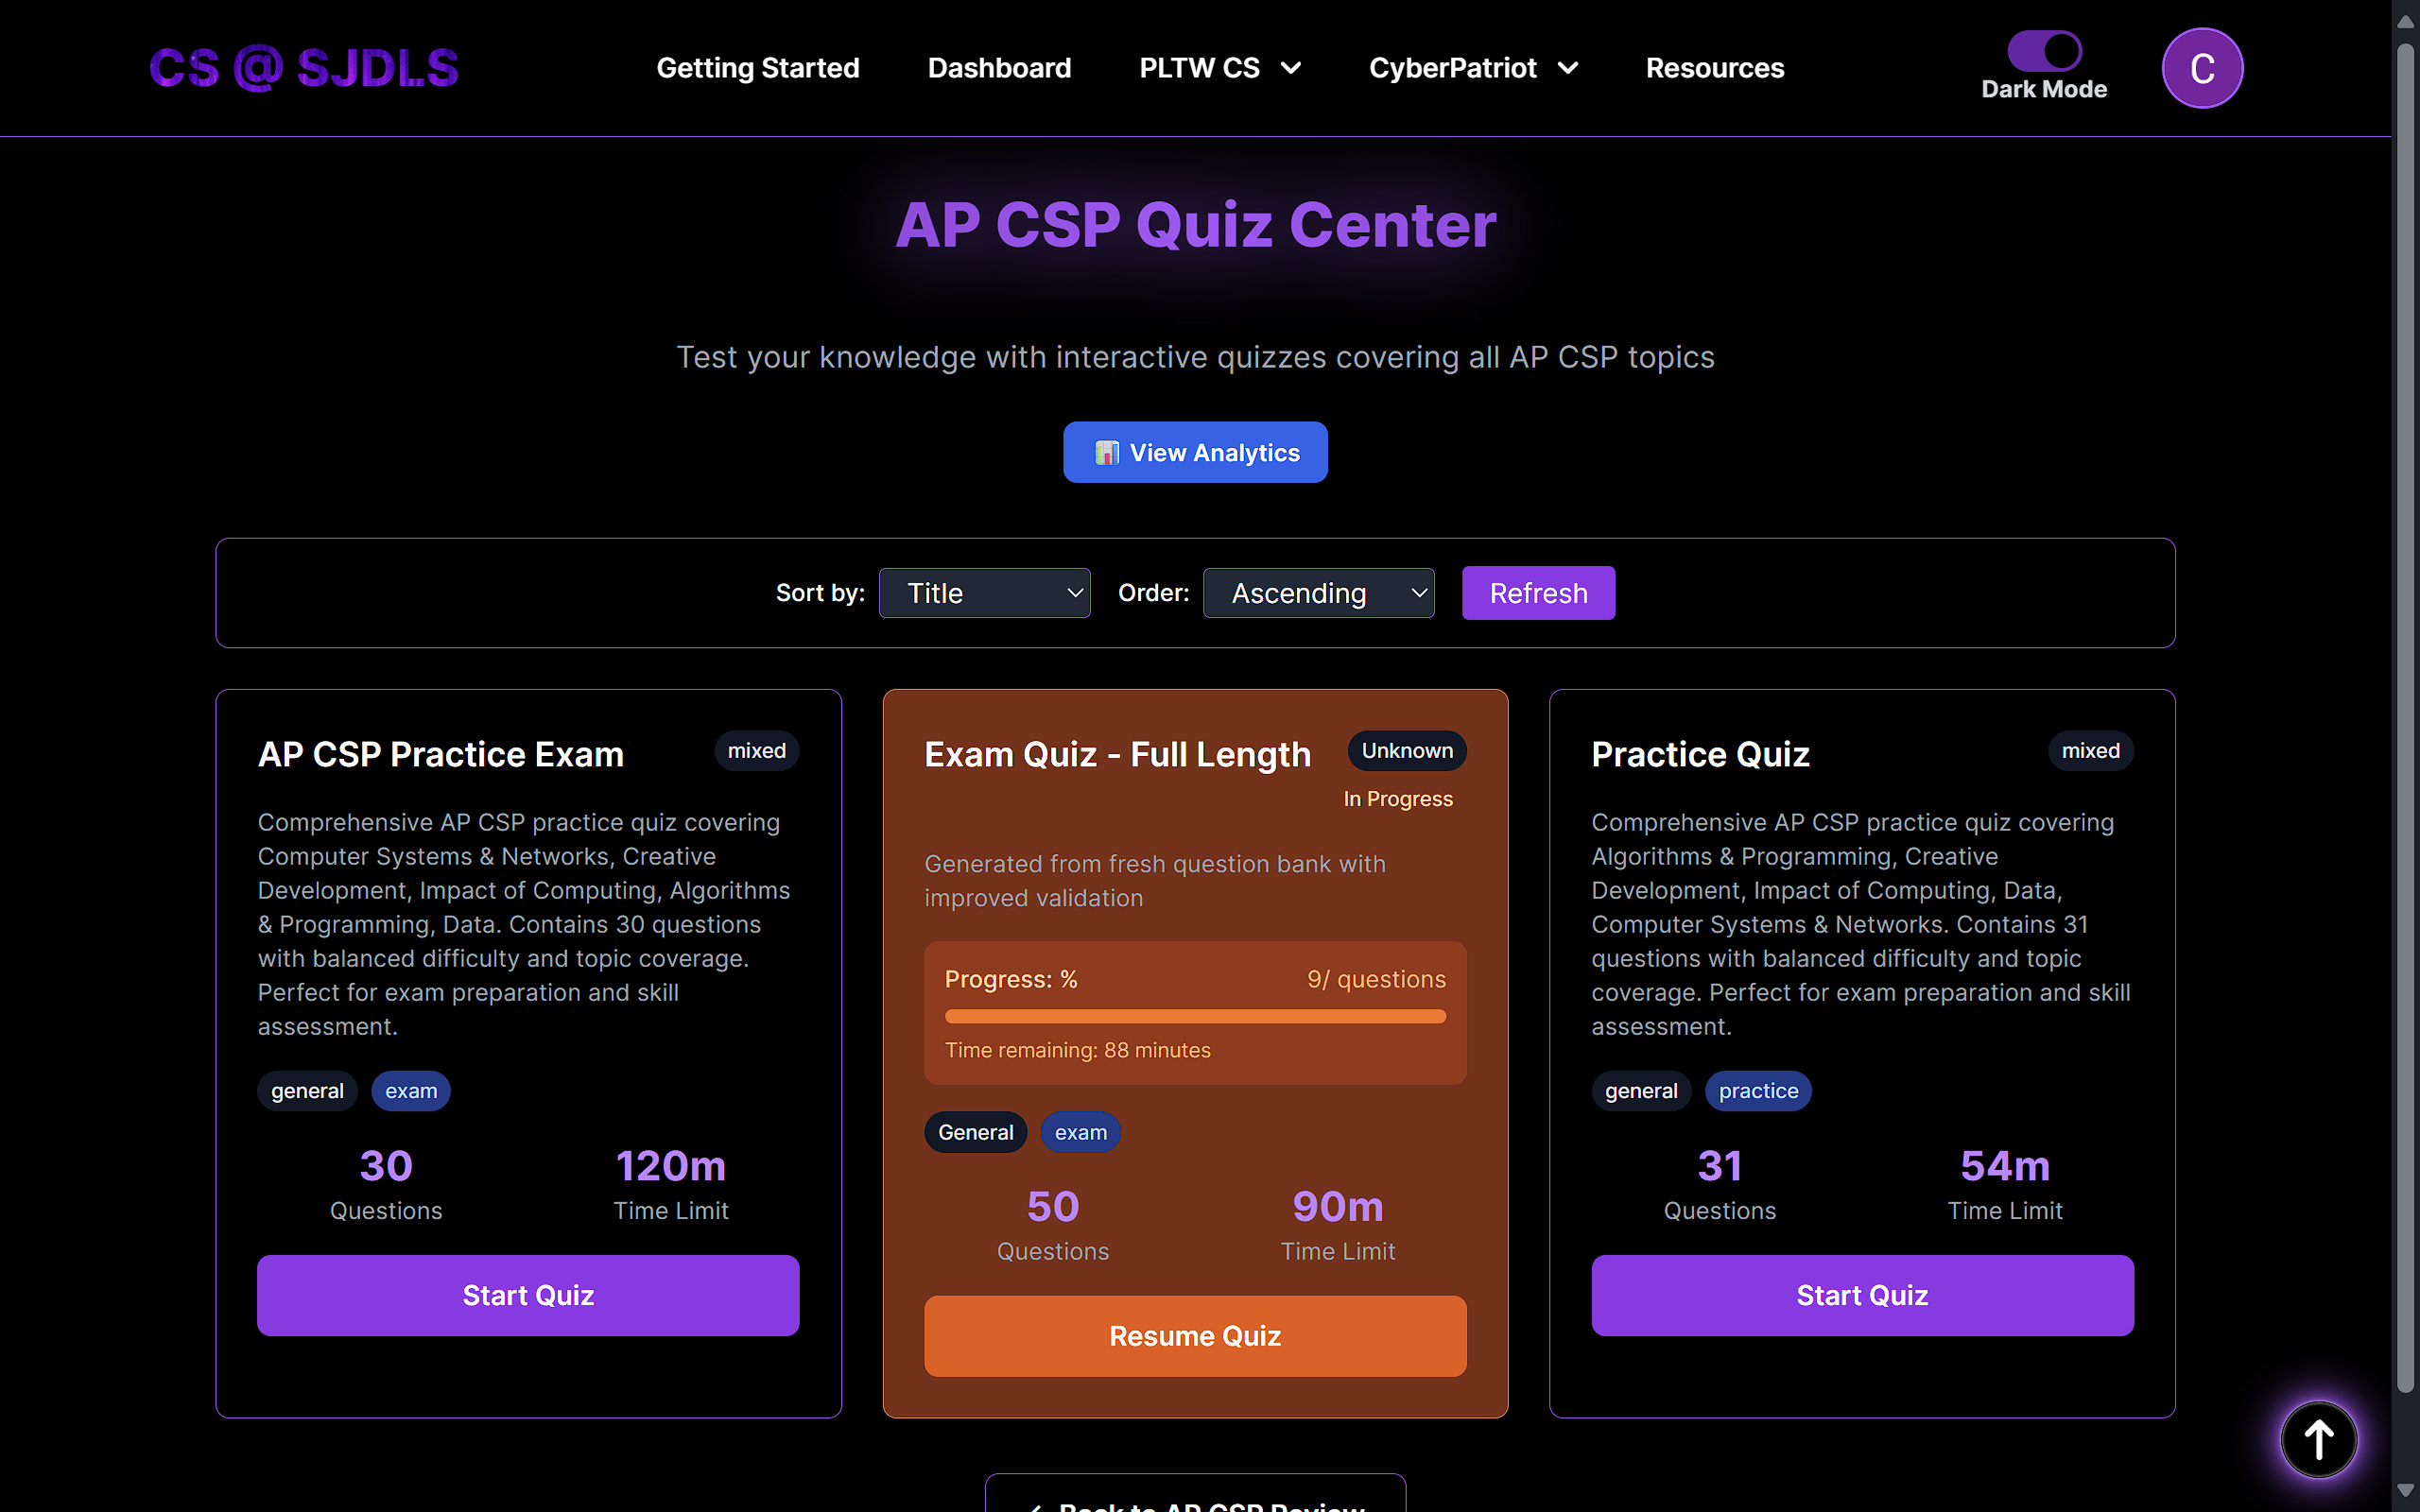 CS @ SJDLS
Getting Started
Dashboard
PLTW CS
CyberPatriot
Resources
Dark Mode
C
AP CSP Quiz Center
Test your knowledge with interactive quizzes covering all AP CSP topics
View Analytics
Sort by:
Title
Order:
Ascending
Refresh
AP CSP Practice Exam
mixed
Comprehensive AP CSP practice quiz covering
Computer Systems & Networks, Creative
Development, Impact of Computing, Algorithms
& Programming, Data. Contains 30 questions
with balanced difficulty and topic coverage.
Perfect for exam preparation and skill
assessment.
general
exam
30
Questions
120m
Time Limit
Start Quiz
Exam Quiz - Full Length
Unknown
In Progress
Generated from fresh question bank with
improved validation
Progress: %
9/ questions
Time remaining: 88 minutes
General
exam
50
Questions
90m
Time Limit
Resume Quiz
Practice Quiz
mixed
Comprehensive AP CSP practice quiz covering
Algorithms & Programming, Creative
Development, Impact of Computing, Data,
Computer Systems & Networks. Contains 31
questions with balanced difficulty and topic
coverage. Perfect for exam preparation and skill
assessment.
general
practice
31
Questions
54m
Time Limit
Start Quiz
Back to AP CSP Review